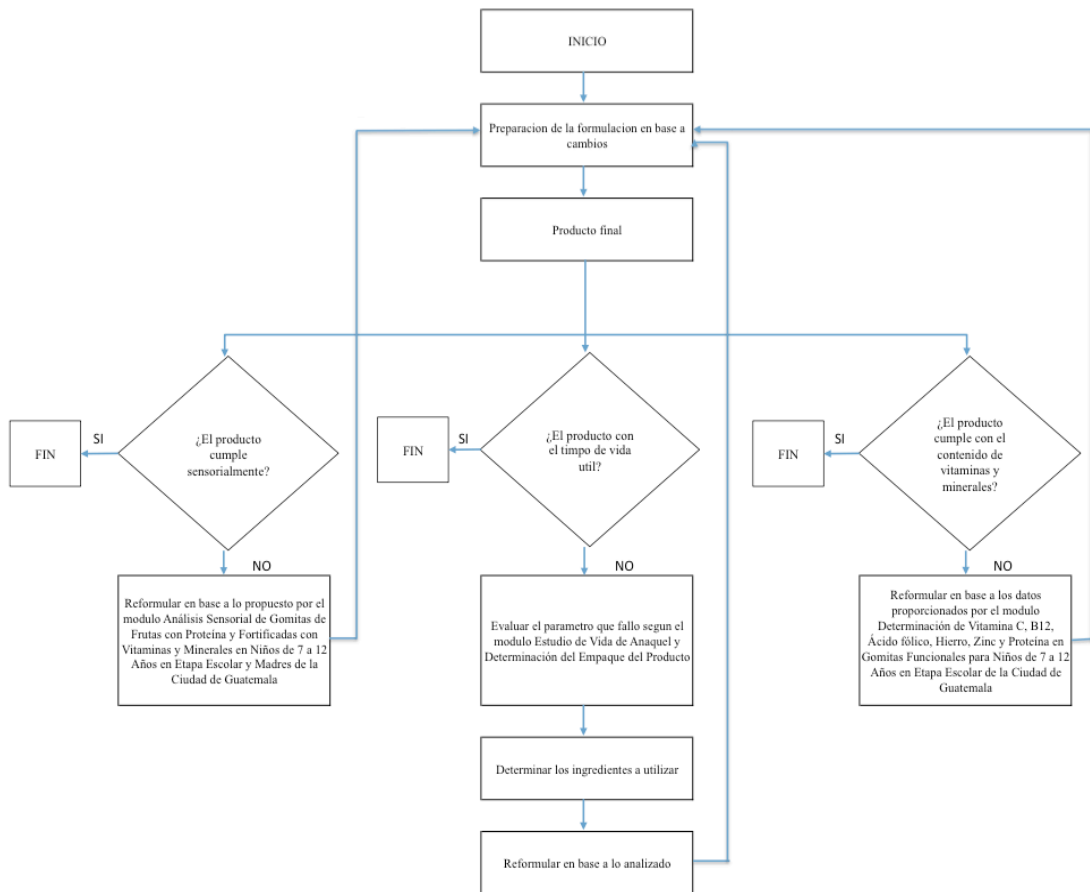 INICIO
Preparacion de la formulacion en base a
cambios
Producto final
¿El producto
cumple
sensorialmente?
SI
FIN
NO
Reformular en base a lo propuesto por el
modulo Análisis Sensorial de Gomitas de
Frutas con Proteína y Fortificadas con
Vitaminas y Minerales en Niños de 7 a 12
Años en Etapa Escolar y Madres de la
Ciudad de Guatemala
¿El producto con
el timpo de vida
util?
SI
FIN
NO
Evaluar el parametro que fallo segun el
modulo Estudio de Vida de Anaquel y
Determinación del Empaque del Producto
Determinar los ingredientes a utilizar
Reformular en base a lo analizado
¿El producto
cumple con el
contenido de
vitaminas y
minerales?
SI
FIN
NO
Reformular en base a los datos
proporcionados por el modulo
Determinación de Vitamina C, B12,
Ácido fólico, Hierro, Zinc y Proteína en
Gomitas Funcionales para Niños de 7 a 12
Años en Etapa Escolar de la Ciudad de
Guatemala